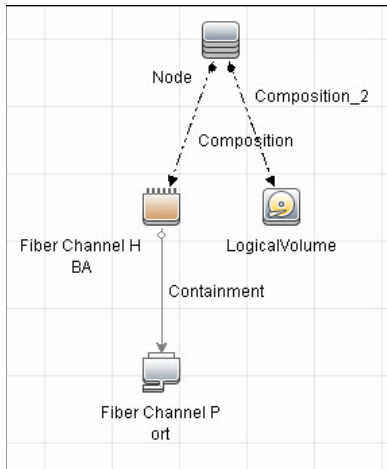 Node
Composition_2
Composition
Fiber Channel H
BA
LogicalVolume
Containment
Fiber Channel P
ort